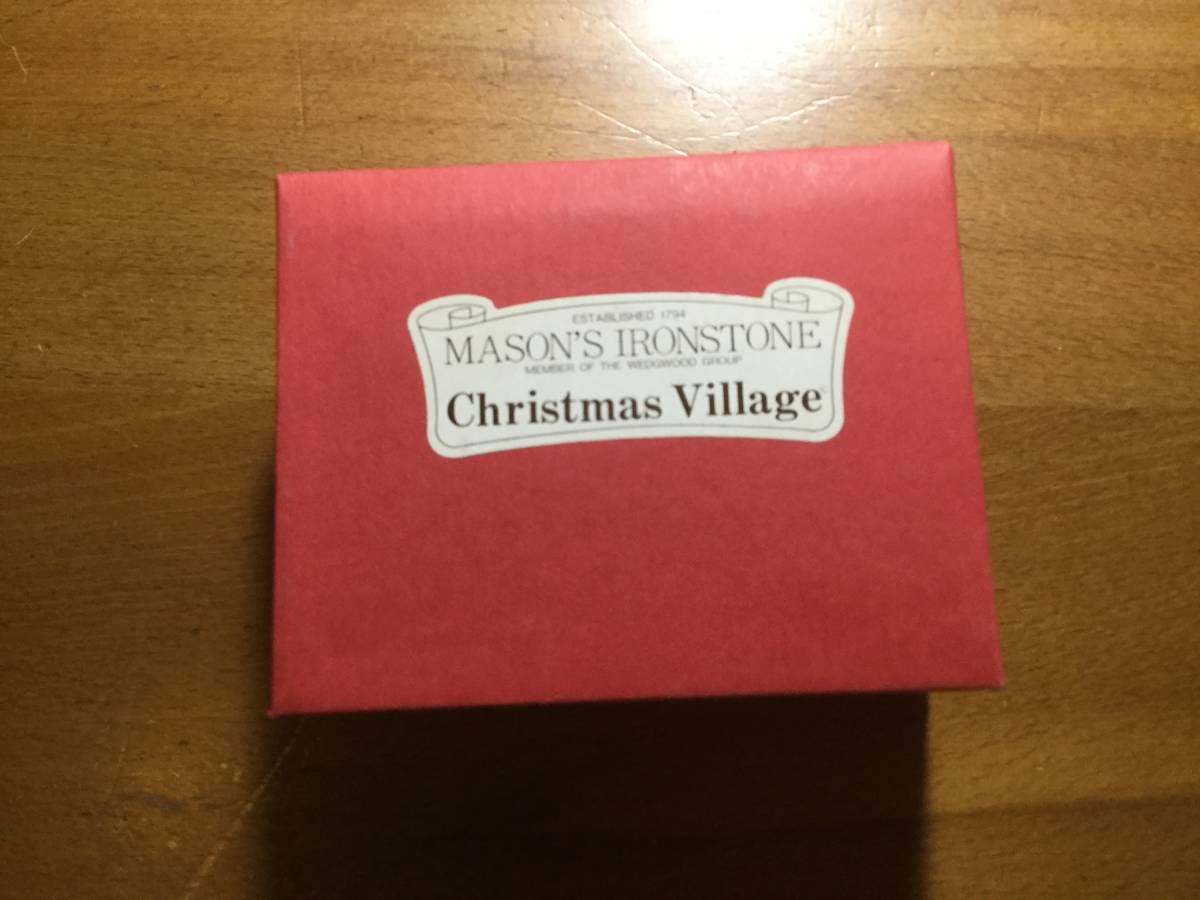 ESTABLISHED 1794
MASON'S IRONSTONE
MEMBER OF THE WEDGWOOD GROUP
Christmas Village©